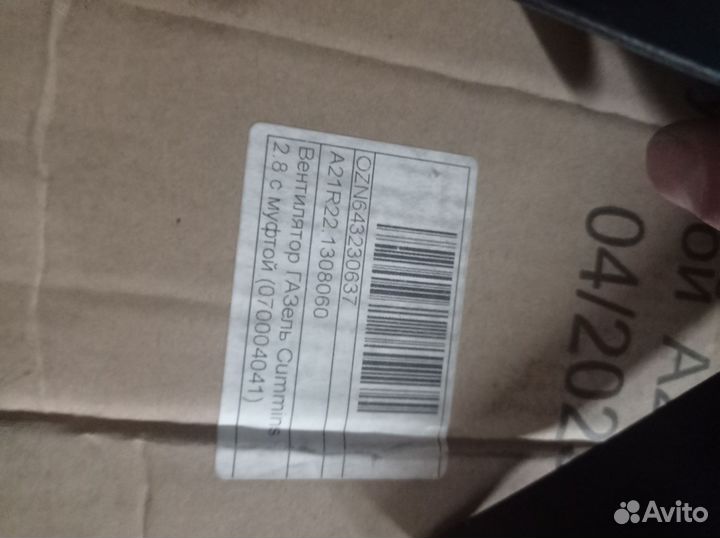 OZN643230637
A21R22.1308060
Вентилятор ГАЗель Cummins
2.8 с муфтой (070004041)
04/202
Avito